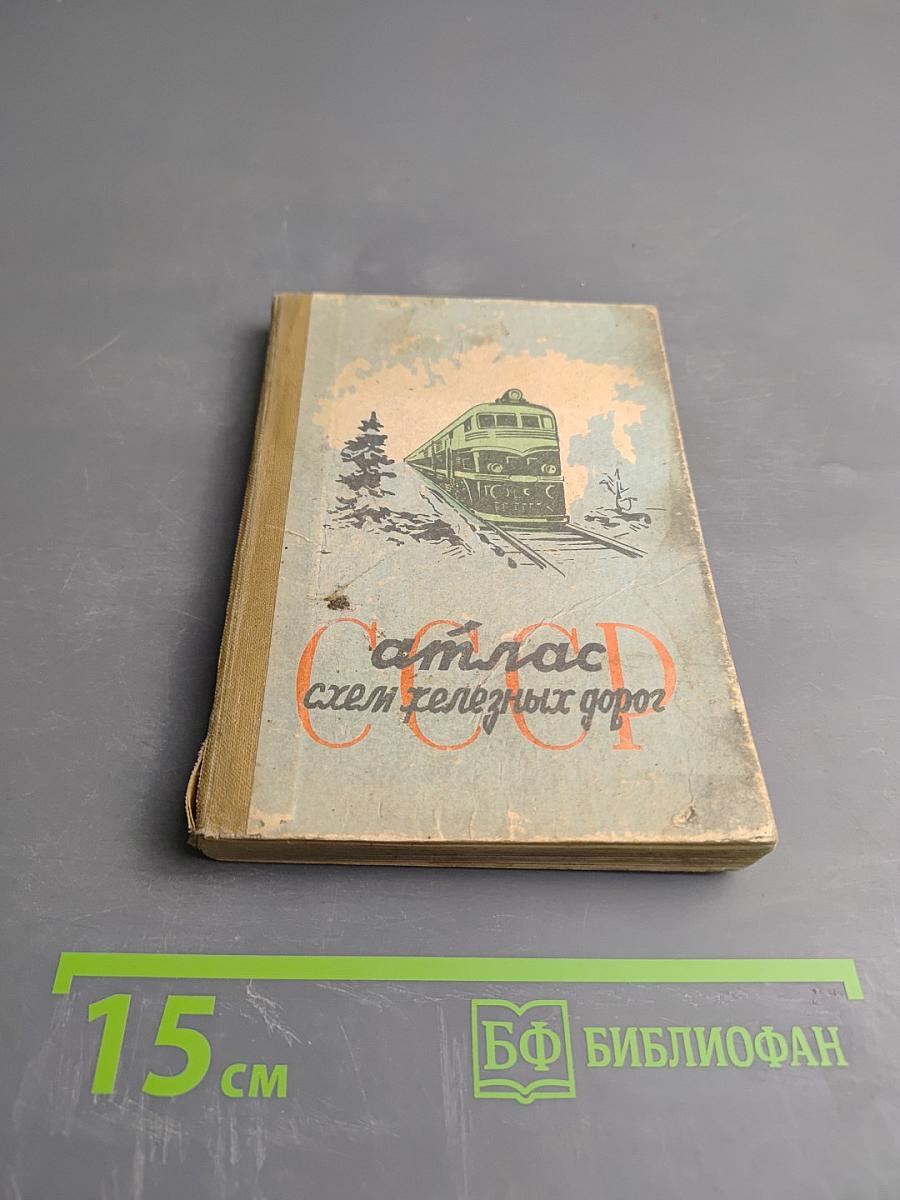 атлас
СССР
схем железных дорог
15 см
БФ БИБЛИОФАН